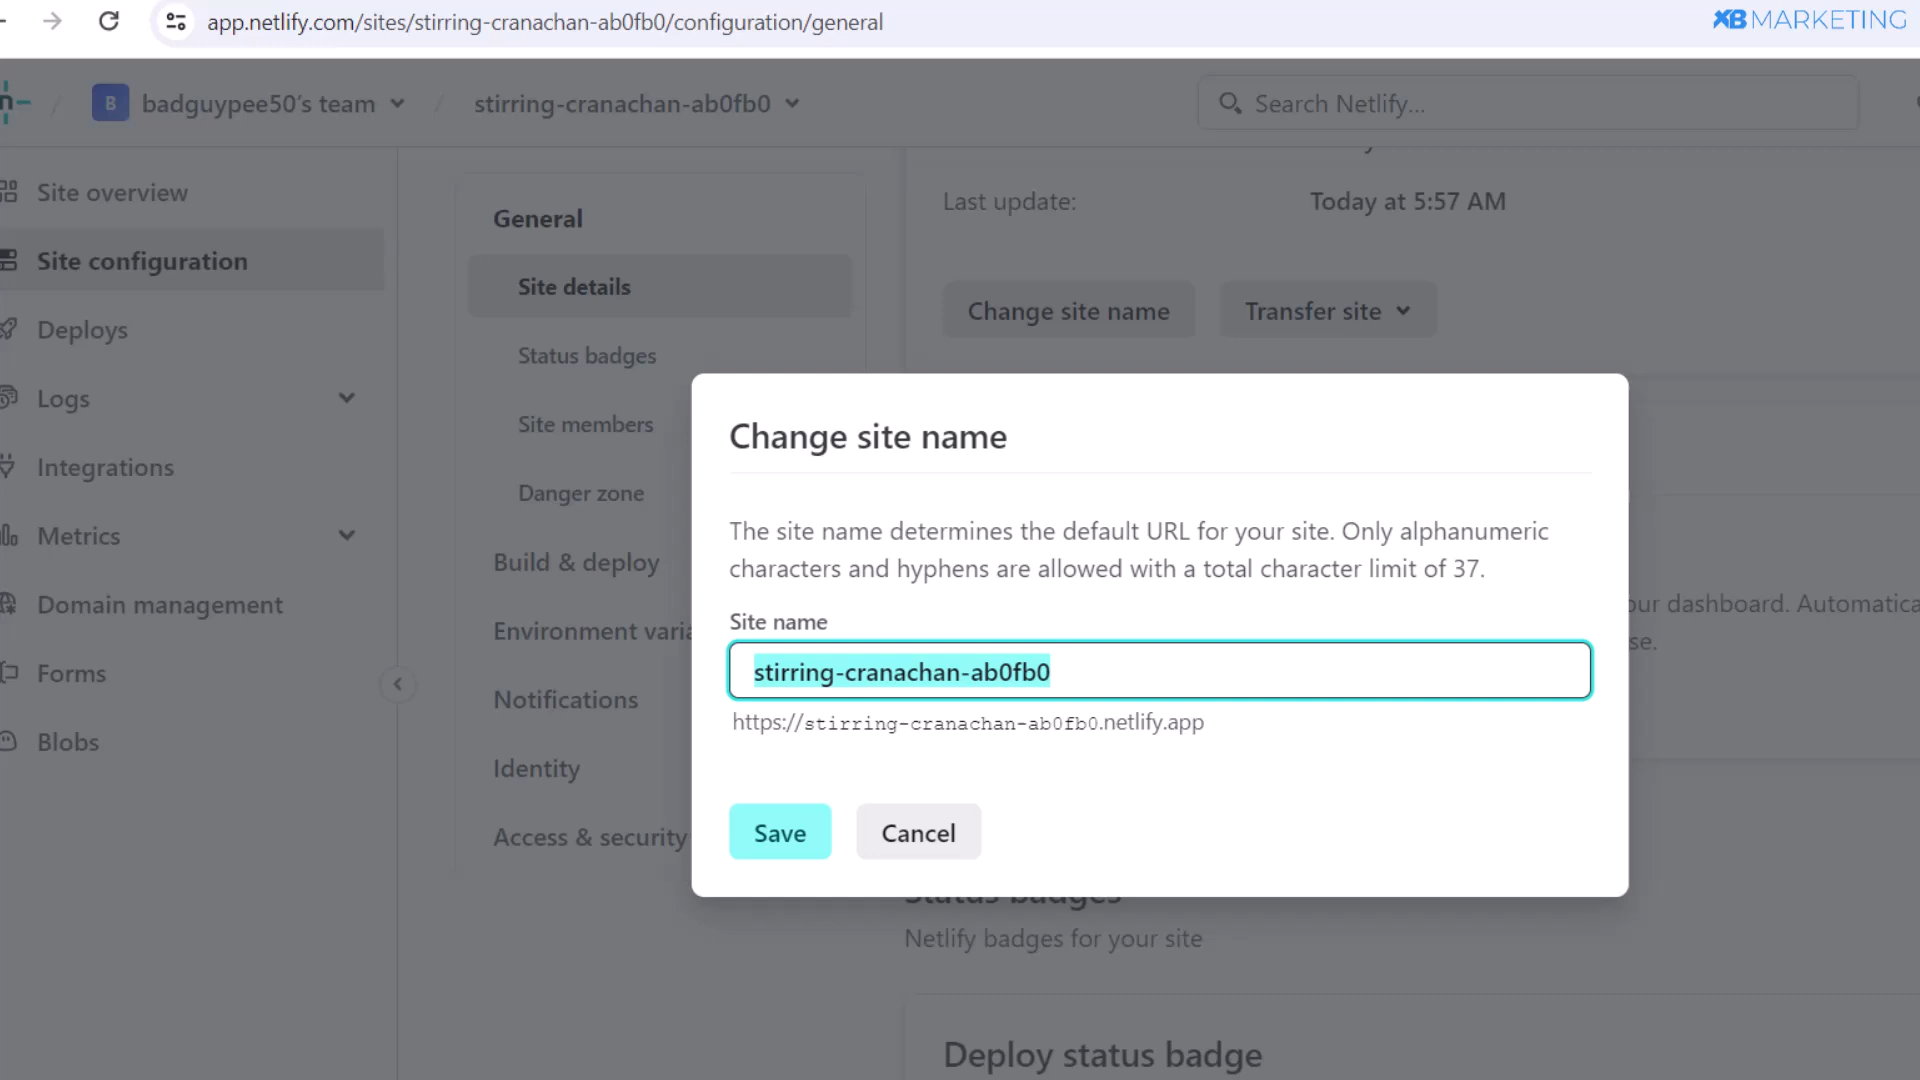 app.netlify.com/sites/stirring-cranachan-ab0fb0/configuration/general
XB MARKETING
B badguypee50's team / stirring-cranachan-ab0fb0
Search Netlify...
Site overview
Site configuration
Deploys
Logs
Integrations
Metrics
Domain management
Forms
Blobs
General
Site details
Status badges
Site members
Danger zone
Build & deploy
Environment varia
Notifications
Identity
Access & security
Last update: Today at 5:57 AM
Change site name
Transfer site
Change site name
The site name determines the default URL for your site. Only alphanumeric
characters and hyphens are allowed with a total character limit of 37.
Site name
stirring-cranachan-ab0fb0
https://stirring-cranachan-ab0fb0.netlify.app
Save
Cancel
our dashboard. Automatica
se.
Status badges
Netlify badges for your site
Deploy status badge